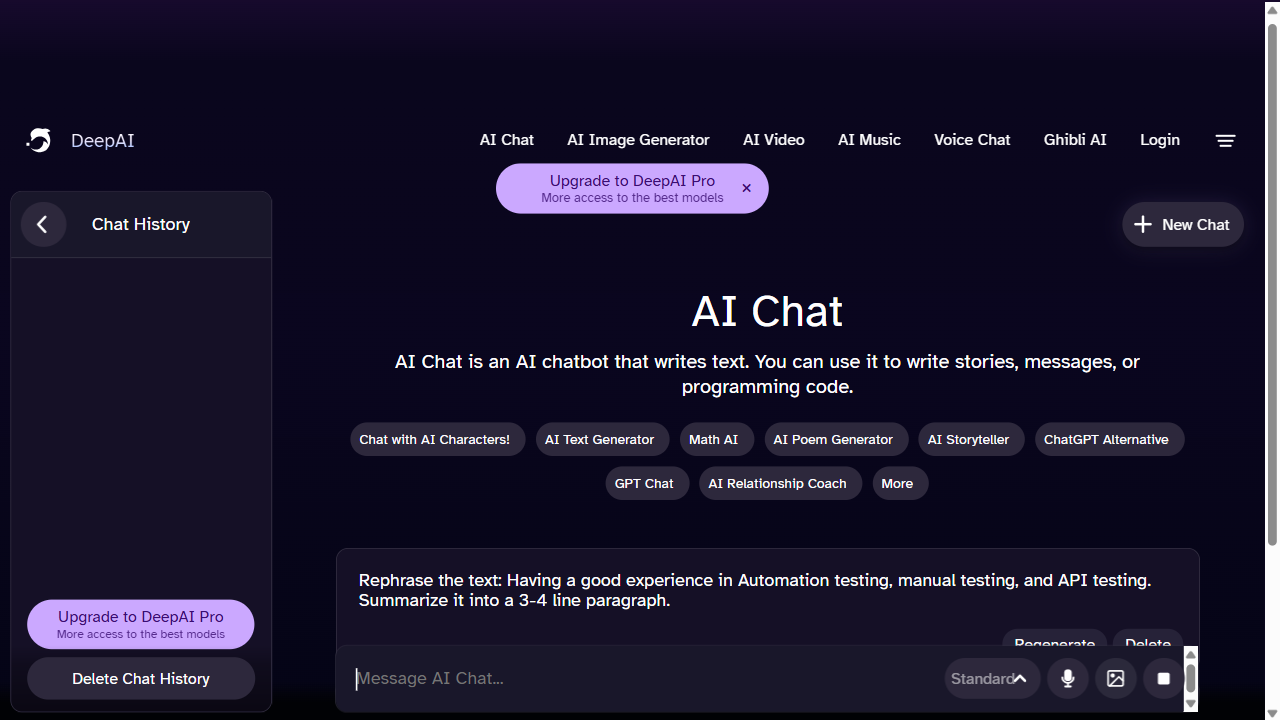 DeepAI
AI Chat
AI Image Generator
AI Video
AI Music
Voice Chat
Ghibli AI
Login
Upgrade to DeepAI Pro
More access to the best models
×
Chat History
New Chat
AI Chat
AI Chat is an AI chatbot that writes text. You can use it to write stories, messages, or
programming code.
Chat with AI Characters!
AI Text Generator
Math AI
AI Poem Generator
AI Storyteller
ChatGPT Alternative
GPT Chat
AI Relationship Coach
More
Rephrase the text: Having a good experience in Automation testing, manual testing, and API testing.
Summarize it into a 3-4 line paragraph.
Regenerate
Delete
Upgrade to DeepAI Pro
More access to the best models
Delete Chat History
Message AI Chat...
Standard